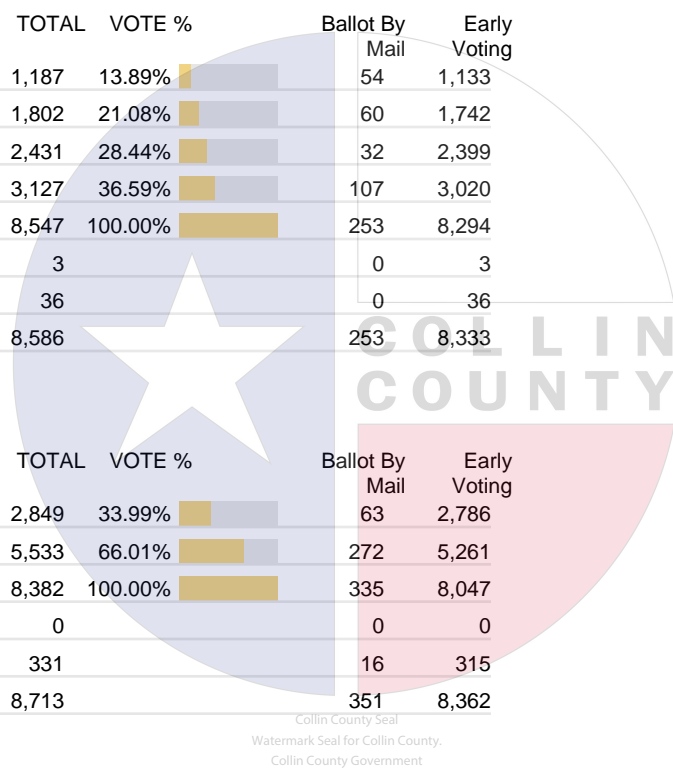 TOTAL VOTE % Ballot By Mail Early Voting
1,187 13.89% 54 1,133
1,802 21.08% 60 1,742
2,431 28.44% 32 2,399
3,127 36.59% 107 3,020
8,547 100.00% 253 8,294
3 0 3
36 0 36
8,586 253 8,333
COLLIN
COUNTY
TOTAL VOTE % Ballot By Mail Early Voting
2,849 33.99% 63 2,786
5,533 66.01% 272 5,261
8,382 100.00% 335 8,047
0 0 0
331 16 315
8,713 351 8,362
Collin County Seal
Watermark Seal for Collin County.
Collin County Government